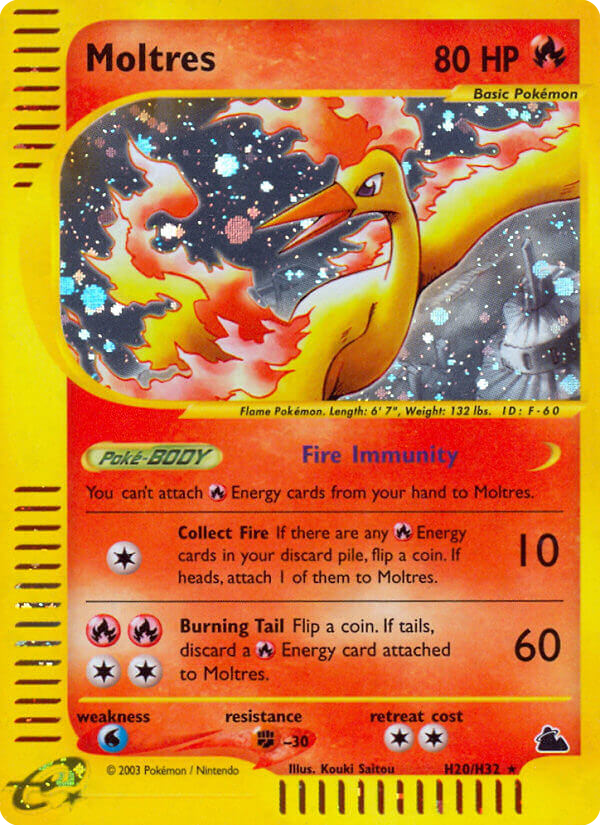 Moltres 80 HP
Basic Pokémon
Flame Pokémon. Length: 6' 7", Weight: 132 lbs. ID: F-60
Poké-BODY Fire Immunity
You can't attach Energy cards from your hand to Moltres.
Collect Fire If there are any Energy
cards in your discard pile, flip a coin. If
heads, attach 1 of them to Moltres.
10
Burning Tail Flip a coin. If tails,
discard a Energy card attached
to Moltres.
60
weakness resistance retreat cost
–30
© 2003 Pokémon / Nintendo Illus. Kouki Saitou H20/H32 ★